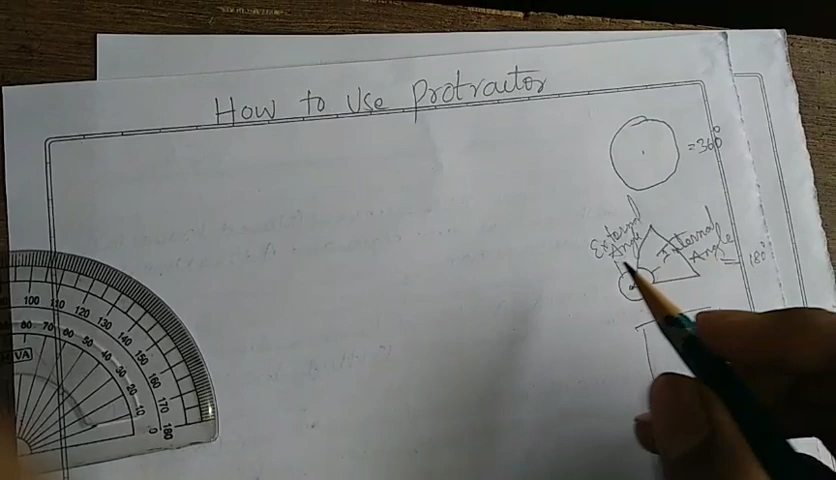 How to Use Protractor
= 360°
External
Angle
Internal
Angle
= 180°
100 110 120 130 140 150 160 170 180
80 70 60 50 40 30 20 10 0